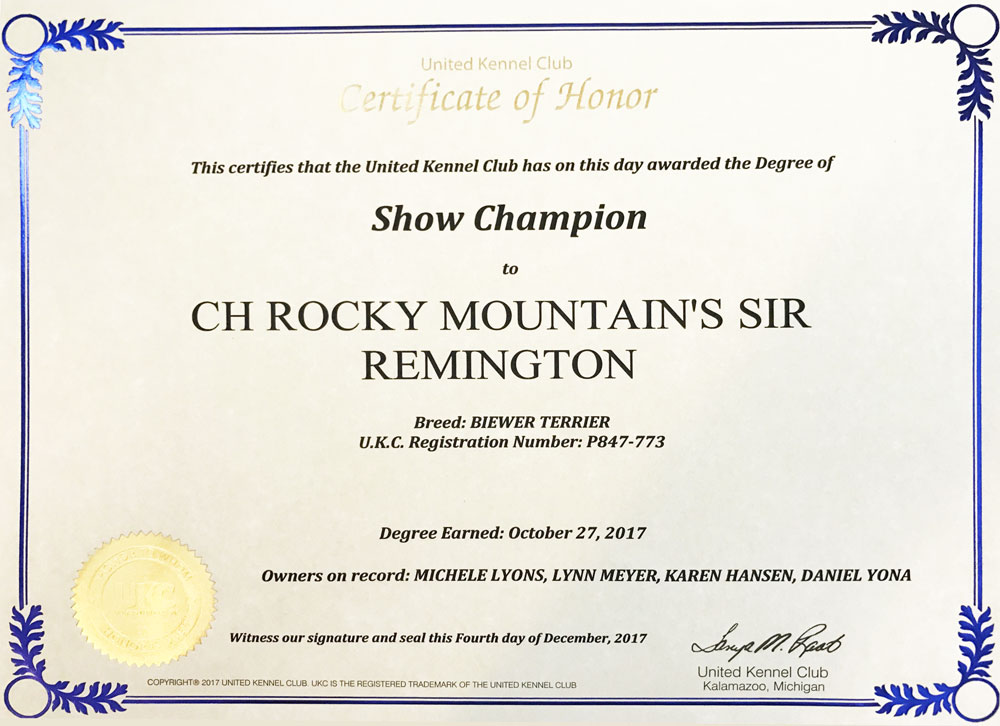 United Kennel Club
Certificate of Honor
This certifies that the United Kennel Club has on this day awarded the Degree of
Show Champion
to
CH ROCKY MOUNTAIN'S SIR
REMINGTON
Breed: BIEWER TERRIER
U.K.C. Registration Number: P847-773
Degree Earned: October 27, 2017
Owners on record: MICHELE LYONS, LYNN MEYER, KAREN HANSEN, DANIEL YONA
UKC
Witness our signature and seal this Fourth day of December, 2017
United Kennel Club
Kalamazoo, Michigan
COPYRIGHT® 2017 UNITED KENNEL CLUB. UKC IS THE REGISTERED TRADEMARK OF THE UNITED KENNEL CLUB